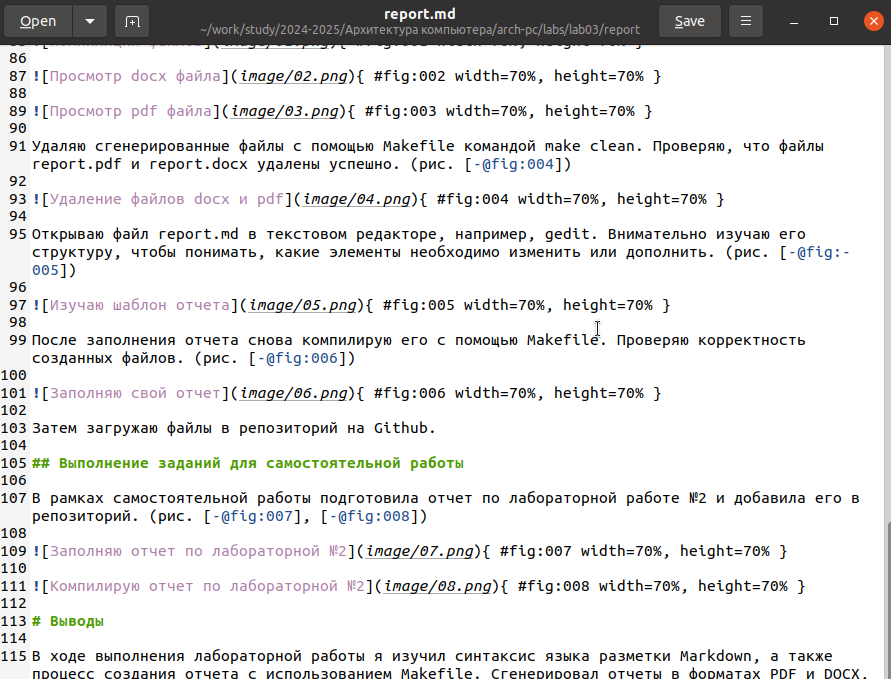 Open
report.md
~/work/study/2024-2025/Архитектура компьютера/arch-pc/labs/lab03/report
Save
86
87 ![Просмотр docx файла](image/02.png){ #fig:002 width=70%, height=70% }
88
89 ![Просмотр pdf файла](image/03.png){ #fig:003 width=70%, height=70% }
90
91 Удаляю сгенерированные файлы с помощью Makefile командой make clean. Проверяю, что файлы
report.pdf и report.docx удалены успешно. (рис. [-@fig:004])
92
93 ![Удаление файлов docx и pdf](image/04.png){ #fig:004 width=70%, height=70% }
94
95 Открываю файл report.md в текстовом редакторе, например, gedit. Внимательно изучаю его
структуру, чтобы понимать, какие элементы необходимо изменить или дополнить. (рис. [-@fig:-
005])
96
97 ![Изучаю шаблон отчета](image/05.png){ #fig:005 width=70%, height=70% }
98
99 После заполнения отчета снова компилирую его с помощью Makefile. Проверяю корректность
созданных файлов. (рис. [-@fig:006])
100
101 ![Заполняю свой отчет](image/06.png){ #fig:006 width=70%, height=70% }
102
103 Затем загружаю файлы в репозиторий на Github.
104
105 ## Выполнение заданий для самостоятельной работы
106
107 В рамках самостоятельной работы подготовила отчет по лабораторной работе №2 и добавила его в
репозиторий. (рис. [-@fig:007], [-@fig:008])
108
109 ![Заполняю отчет по лабораторной №2](image/07.png){ #fig:007 width=70%, height=70% }
110
111 ![Компилирую отчет по лабораторной №2](image/08.png){ #fig:008 width=70%, height=70% }
112
113 # Выводы
114
115 В ходе выполнения лабораторной работы я изучил синтаксис языка разметки Markdown, а также
процесс создания отчета с использованием Makefile. Сгенерировал отчеты в форматах PDF и DOCX,